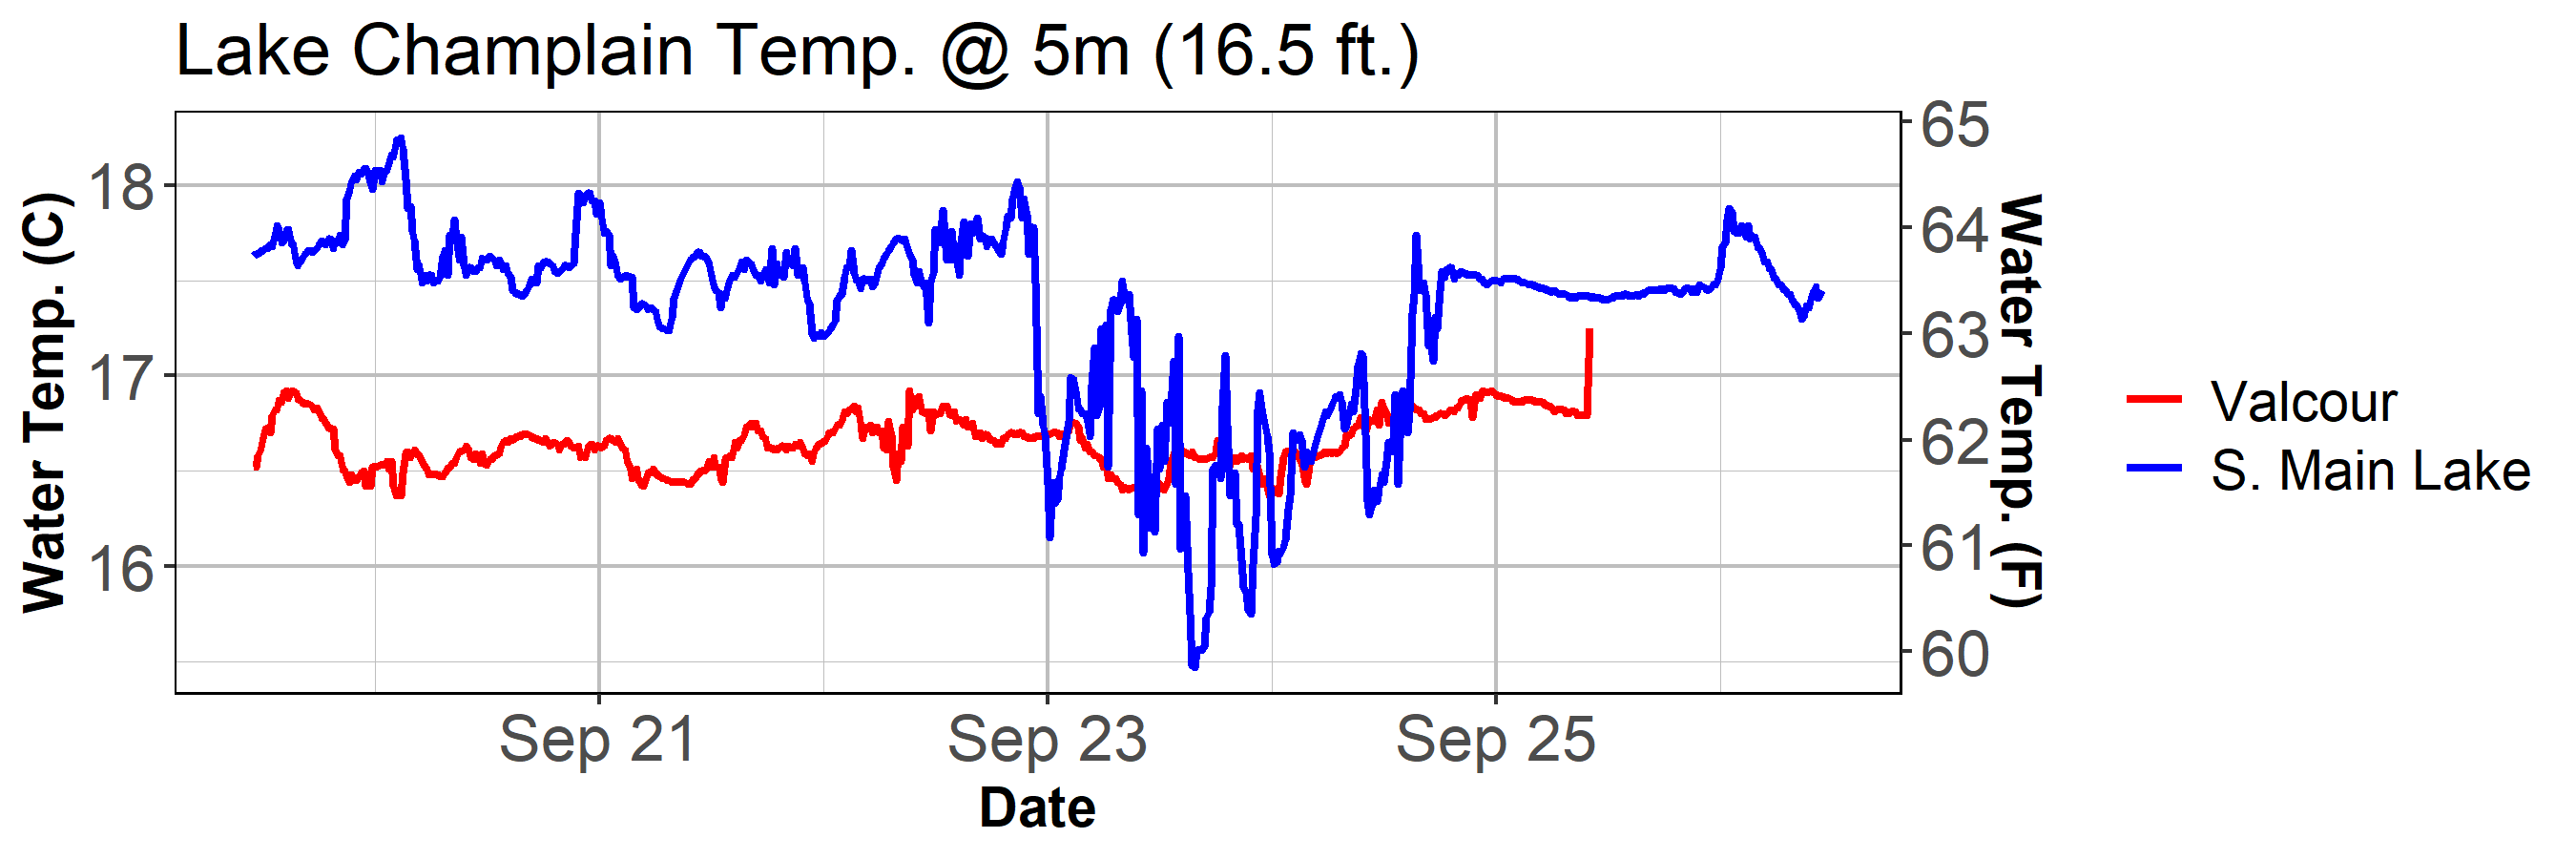 Lake Champlain Temp. @ 5m (16.5 ft.)
Water Temp. (C)
18
17
16
65
64
63
62
61
60
Water Temp. (F)
Sep 21
Sep 23
Sep 25
Date
Valcour
S. Main Lake